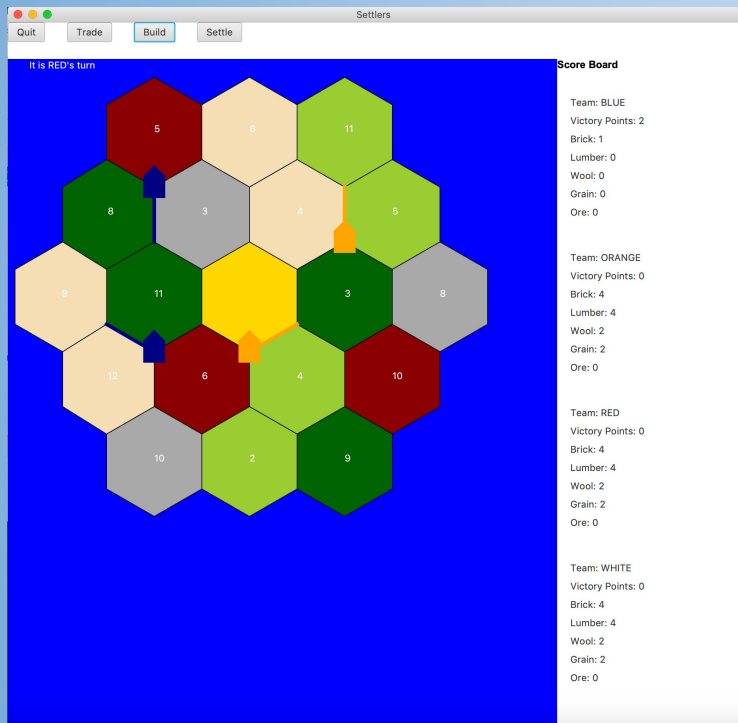 Settlers
Quit Trade Build Settle
It is RED's turn
5 6 11
8 3 4 5
9 11 3 8
12 6 4 10
10 2 9
Score Board
Team: BLUE
Victory Points: 2
Brick: 1
Lumber: 0
Wool: 0
Grain: 0
Ore: 0
Team: ORANGE
Victory Points: 0
Brick: 4
Lumber: 4
Wool: 2
Grain: 2
Ore: 0
Team: RED
Victory Points: 0
Brick: 4
Lumber: 4
Wool: 2
Grain: 2
Ore: 0
Team: WHITE
Victory Points: 0
Brick: 4
Lumber: 4
Wool: 2
Grain: 2
Ore: 0